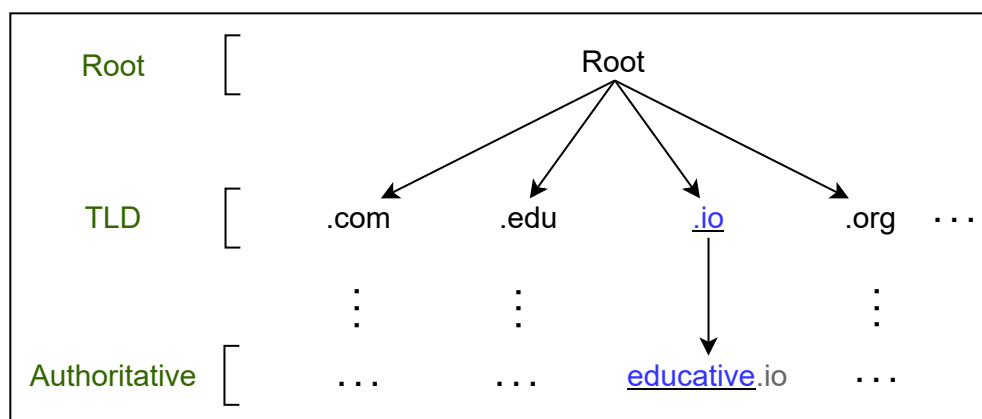 Root Root
TLD .com .edu .io .org ...
Authoritative ... ... educative.io ...